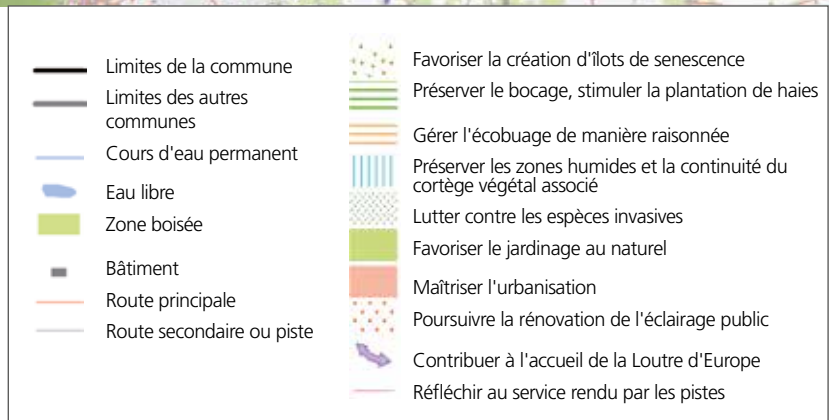 Limites de la commune
Limites des autres
communes
Cours d'eau permanent
Eau libre
Zone boisée
Bâtiment
Route principale
Route secondaire ou piste
Favoriser la création d'îlots de senescence
Préserver le bocage, stimuler la plantation de haies
Gérer l'écobuage de manière raisonnée
Préserver les zones humides et la continuité du
cortège végétal associé
Lutter contre les espèces invasives
Favoriser le jardinage au naturel
Maîtriser l'urbanisation
Poursuivre la rénovation de l'éclairage public
Contribuer à l'accueil de la Loutre d'Europe
Réfléchir au service rendu par les pistes